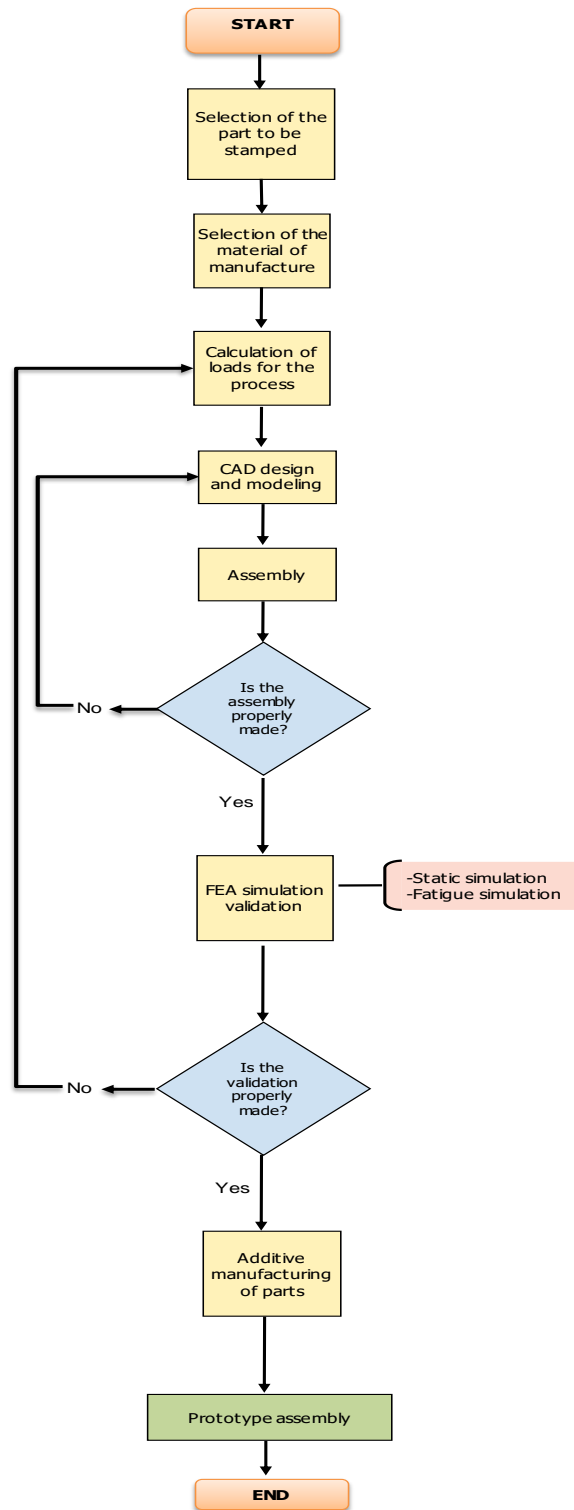 START
Selection of the
part to be
stamped
Selection of the
material of
manufacture
Calculation of
loads for the
process
CAD design
and modeling
Assembly
Is the
assembly
properly
made?
No
Yes
FEA simulation
validation
-Static simulation
-Fatigue simulation
Is the
validation
properly
made?
No
Yes
Additive
manufacturing
of parts
Prototype assembly
END